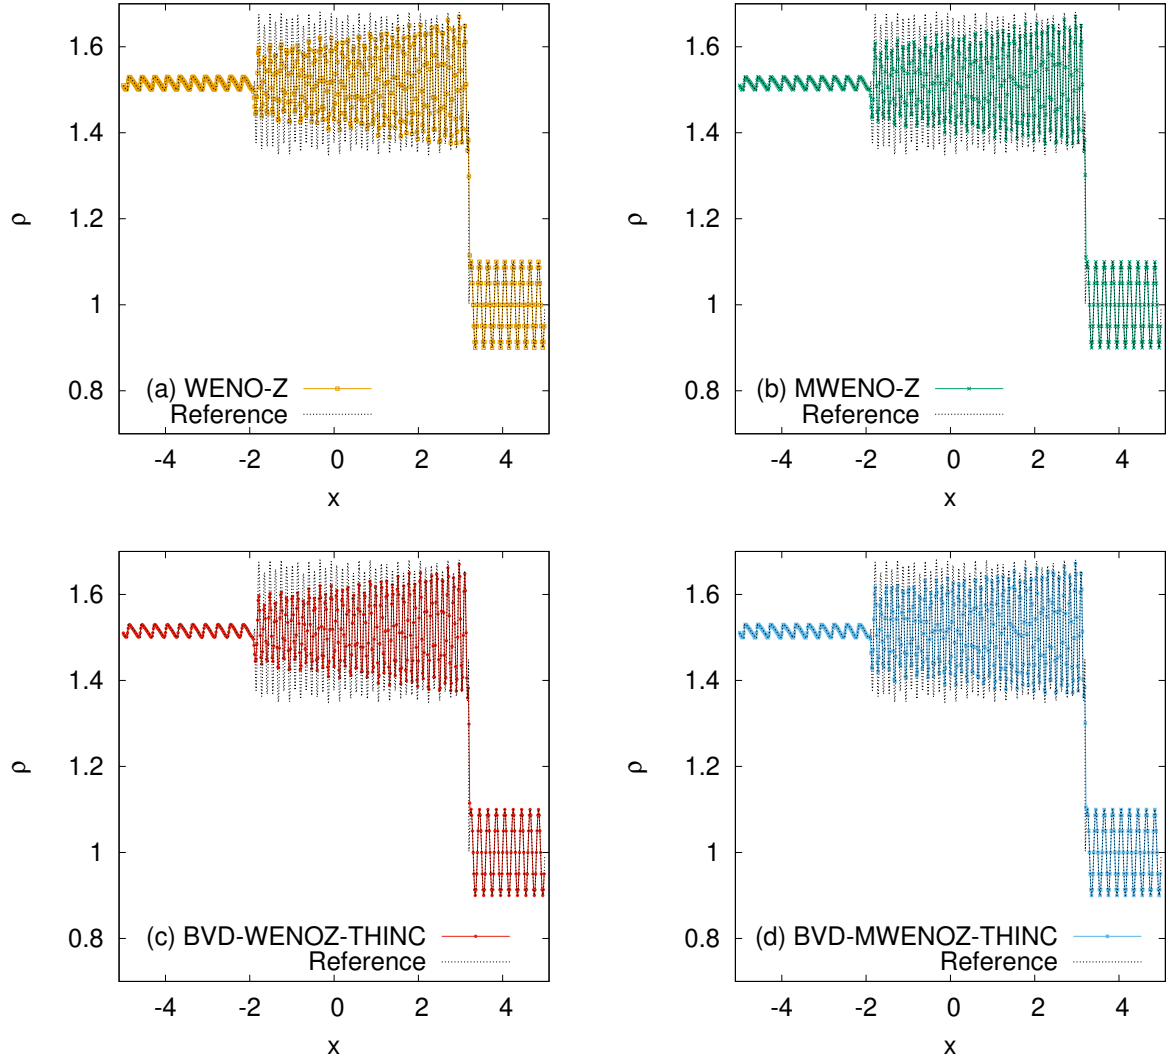 1.6
1.4
1.2
1
0.8
ρ
(a) WENO-Z
Reference
-4 -2 0 2 4
x
1.6
1.4
1.2
1
0.8
ρ
(b) MWENO-Z
Reference
-4 -2 0 2 4
x
1.6
1.4
1.2
1
0.8
ρ
(c) BVD-WENOZ-THINC
Reference
-4 -2 0 2 4
x
1.6
1.4
1.2
1
0.8
ρ
(d) BVD-MWENOZ-THINC
Reference
-4 -2 0 2 4
x